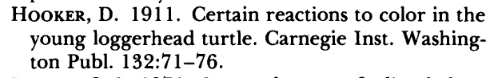 HOOKER, D. 1911. Certain reactions to color in the
young loggerhead turtle. Carnegie Inst. Washing-
ton Publ. 132:71–76.